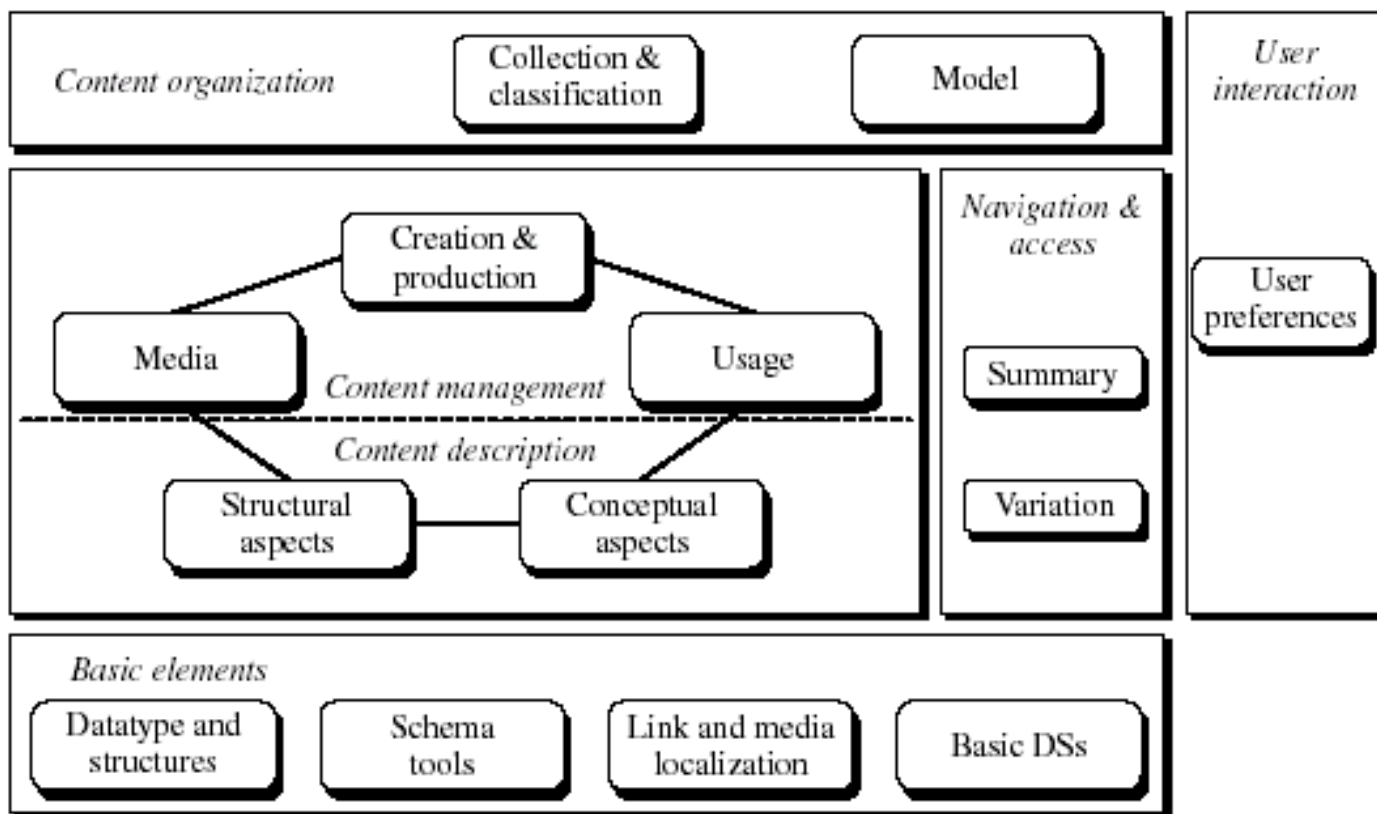 Content organization
Collection &
classification
Model
User
interaction
User
preferences
Creation &
production
Media
Usage
Content management
Content description
Structural
aspects
Conceptual
aspects
Navigation &
access
Summary
Variation
Basic elements
Datatype and
structures
Schema
tools
Link and media
localization
Basic DSs